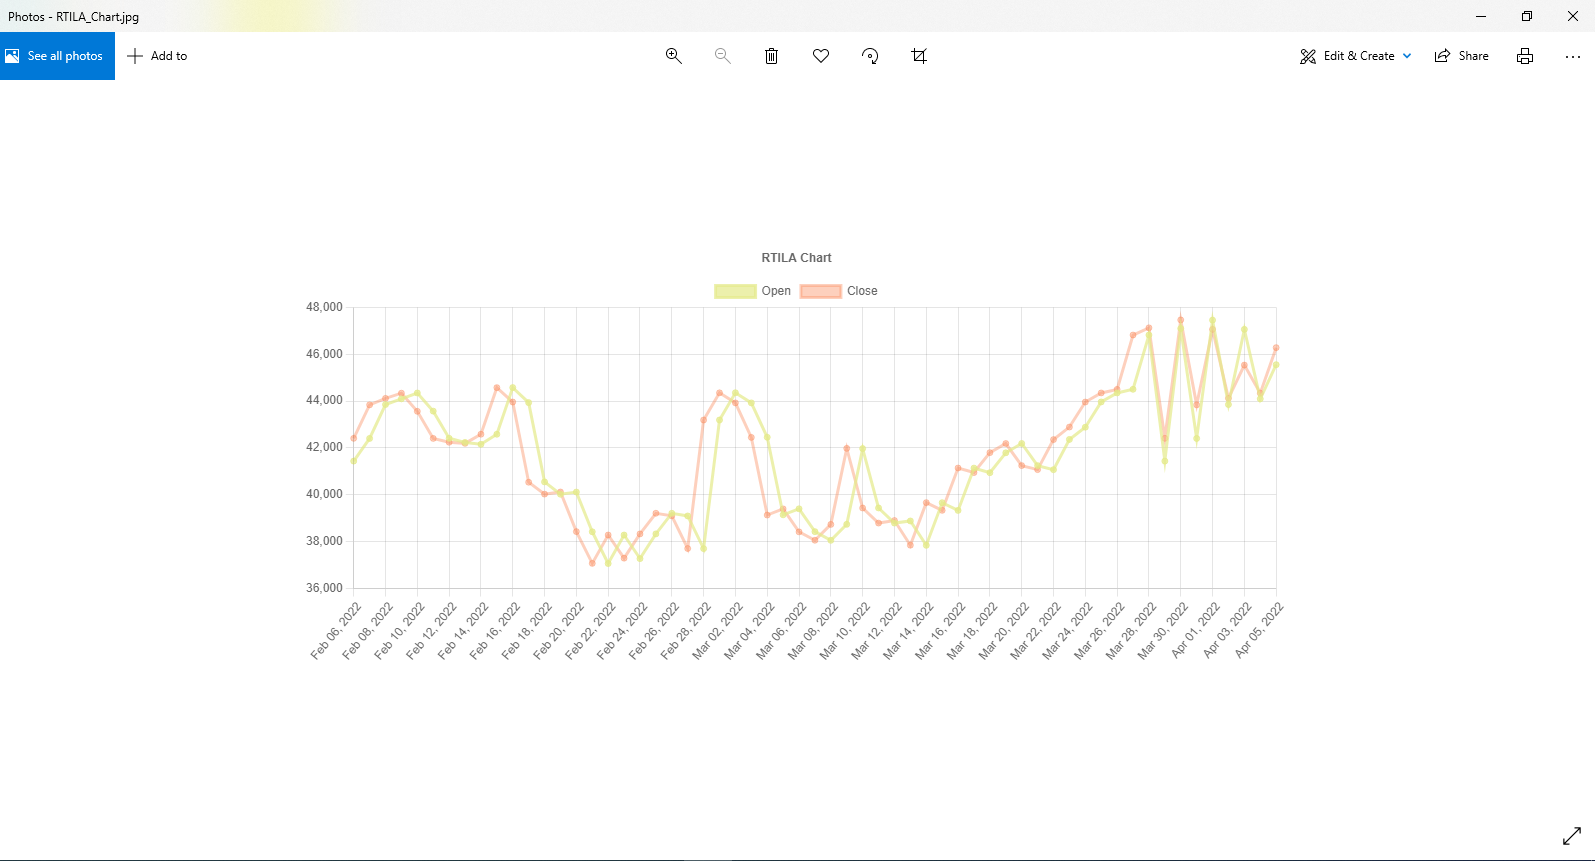 Photos - RTILA_Chart.jpg
See all photos
Add to
Edit & Create
Share
RTILA Chart
Open
Close
48,000
46,000
44,000
42,000
40,000
38,000
36,000
Feb 06, 2022
Feb 08, 2022
Feb 10, 2022
Feb 12, 2022
Feb 14, 2022
Feb 16, 2022
Feb 18, 2022
Feb 20, 2022
Feb 22, 2022
Feb 24, 2022
Feb 26, 2022
Feb 28, 2022
Mar 02, 2022
Mar 04, 2022
Mar 06, 2022
Mar 08, 2022
Mar 10, 2022
Mar 12, 2022
Mar 14, 2022
Mar 16, 2022
Mar 18, 2022
Mar 20, 2022
Mar 22, 2022
Mar 24, 2022
Mar 26, 2022
Mar 28, 2022
Mar 30, 2022
Apr 01, 2022
Apr 03, 2022
Apr 05, 2022